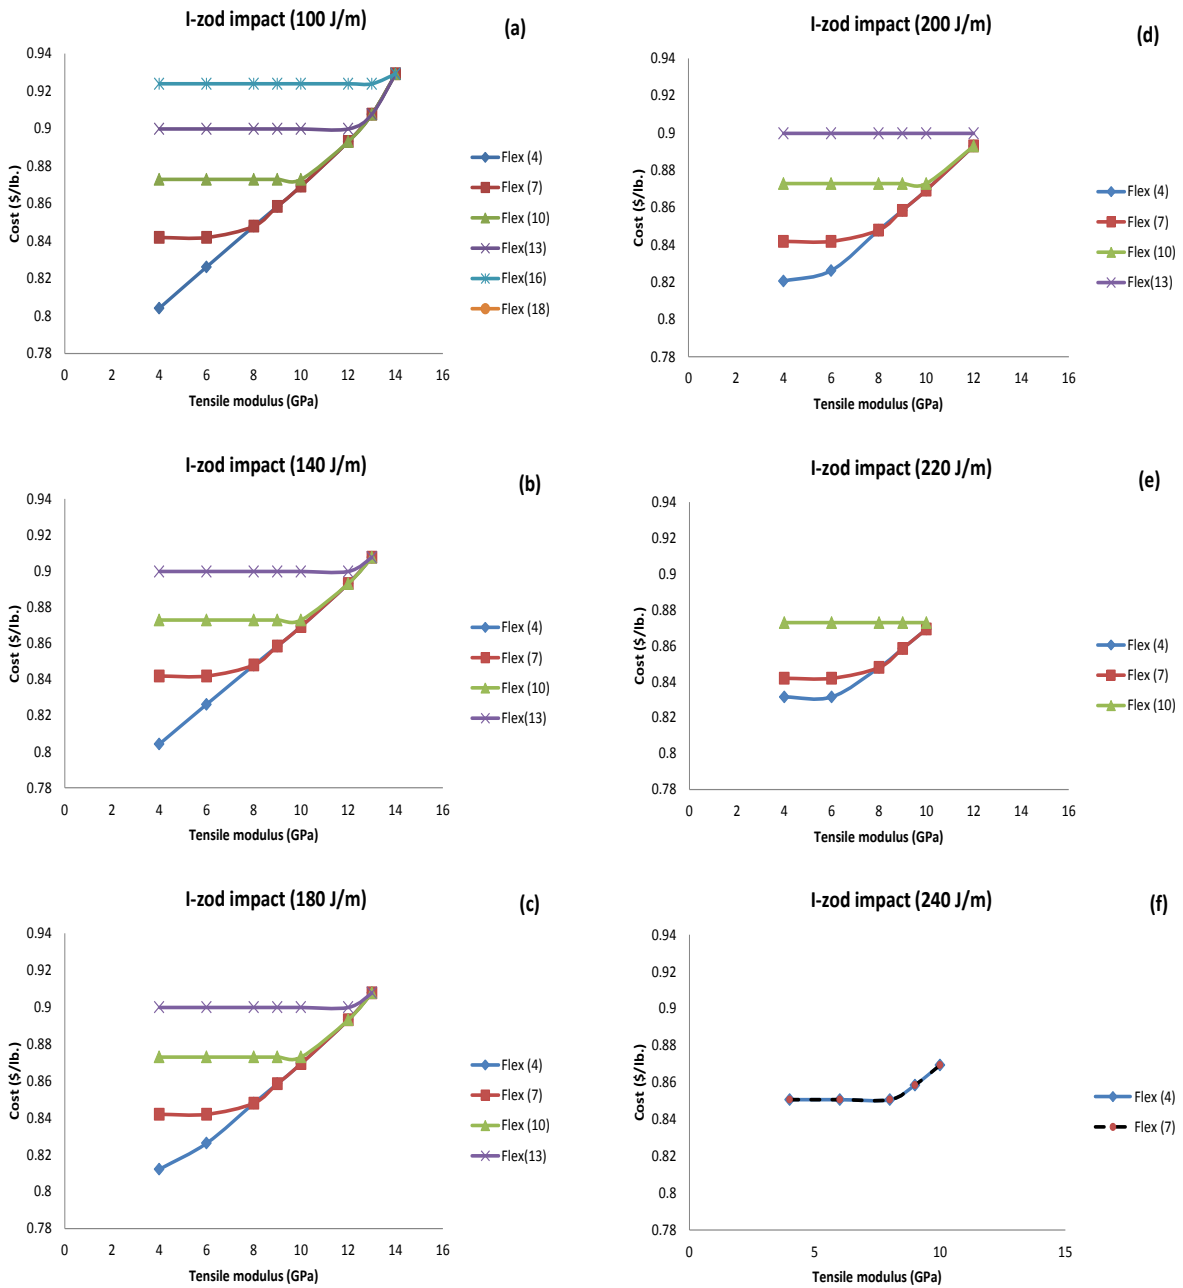 I-zod impact (100 J/m)
(a)
0.94
0.92
0.9
0.88
0.86
0.84
0.82
0.8
0.78
Cost ($/lb.)
0 2 4 6 8 10 12 14 16
Tensile modulus (GPa)
Flex (4)
Flex (7)
Flex (10)
Flex(13)
Flex(16)
Flex (18)
I-zod impact (200 J/m)
(d)
0.94
0.92
0.9
0.88
0.86
0.84
0.82
0.8
0.78
Cost ($/lb.)
0 2 4 6 8 10 12 14 16
Tensile modulus (GPa)
Flex (4)
Flex (7)
Flex (10)
Flex(13)
I-zod impact (140 J/m)
(b)
0.94
0.92
0.9
0.88
0.86
0.84
0.82
0.8
0.78
Cost ($/lb.)
0 2 4 6 8 10 12 14 16
Tensile modulus (GPa)
Flex (4)
Flex (7)
Flex (10)
Flex(13)
I-zod impact (220 J/m)
(e)
0.94
0.92
0.9
0.88
0.86
0.84
0.82
0.8
0.78
Cost ($/lb.)
0 2 4 6 8 10 12 14 16
Tensile modulus (GPa)
Flex (4)
Flex (7)
Flex (10)
I-zod impact (180 J/m)
(c)
0.94
0.92
0.9
0.88
0.86
0.84
0.82
0.8
0.78
Cost ($/lb.)
0 2 4 6 8 10 12 14 16
Tensile modulus (GPa)
Flex (4)
Flex (7)
Flex (10)
Flex(13)
I-zod impact (240 J/m)
(f)
0.94
0.92
0.9
0.88
0.86
0.84
0.82
0.8
0.78
Cost ($/lb.)
0 5 10 15
Tensile modulus (GPa)
Flex (4)
Flex (7)